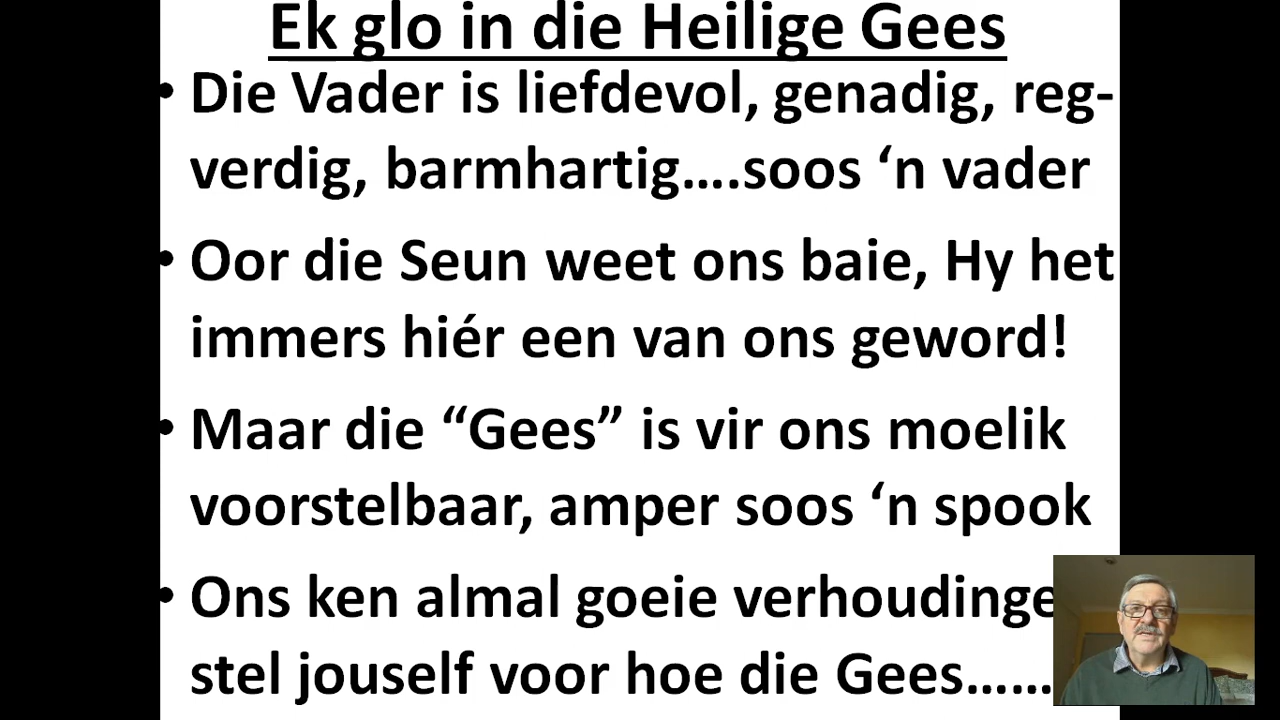 Ek glo in die Heilige Gees
• Die Vader is liefdevol, genadig, reg-
verdig, barmhartig….soos ‘n vader
• Oor die Seun weet ons baie, Hy het
immers hiér een van ons geword!
• Maar die “Gees” is vir ons moelik
voorstelbaar, amper soos ‘n spook
• Ons ken almal goeie verhoudinge
stel jouself voor hoe die Gees……